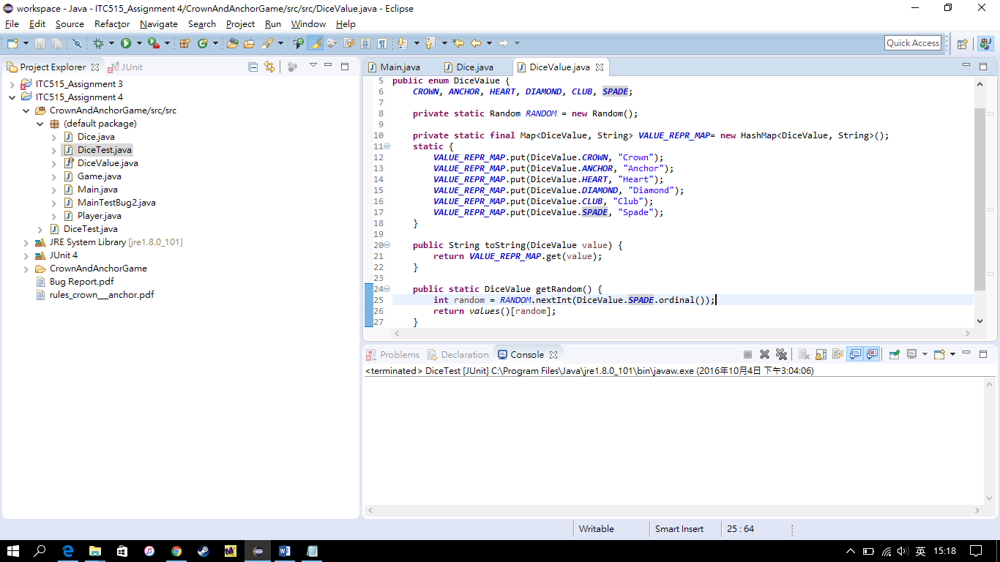 workspace - Java - ITC515_Assignment 4/CrownAndAnchorGame/src/src/DiceValue.java - Eclipse
File Edit Source Refactor Navigate Search Project Run Window Help
Quick Access
Project Explorer JUnit
ITC515_Assignment 3
ITC515_Assignment 4
CrownAndAnchorGame/src/src
(default package)
Dice.java
DiceTest.java
DiceValue.java
Game.java
Main.java
MainTestBug2.java
Player.java
DiceTest.java
JRE System Library [jre1.8.0_101]
JUnit 4
CrownAndAnchorGame
Bug Report.pdf
rules_crown__anchor.pdf
Main.java Dice.java DiceValue.java
5 public enum DiceValue {
6 CROWN, ANCHOR, HEART, DIAMOND, CLUB, SPADE;
7
8 private static Random RANDOM = new Random();
9
10 private static final Map<DiceValue, String> VALUE_REPR_MAP= new HashMap<DiceValue, String>();
11 static {
12 VALUE_REPR_MAP.put(DiceValue.CROWN, "Crown");
13 VALUE_REPR_MAP.put(DiceValue.ANCHOR, "Anchor");
14 VALUE_REPR_MAP.put(DiceValue.HEART, "Heart");
15 VALUE_REPR_MAP.put(DiceValue.DIAMOND, "Diamond");
16 VALUE_REPR_MAP.put(DiceValue.CLUB, "Club");
17 VALUE_REPR_MAP.put(DiceValue.SPADE, "Spade");
18 }
19
20 public String toString(DiceValue value) {
21 return VALUE_REPR_MAP.get(value);
22 }
23
24 public static DiceValue getRandom() {
25 int random = RANDOM.nextInt(DiceValue.SPADE.ordinal());
26 return values()[random];
27 }
Problems Declaration Console
<terminated> DiceTest [JUnit] C:\Program Files\Java\jre1.8.0_101\bin\javaw.exe (2016年10月4日 下午3:04:06)
Writable Smart Insert 25 : 64
英 15:18